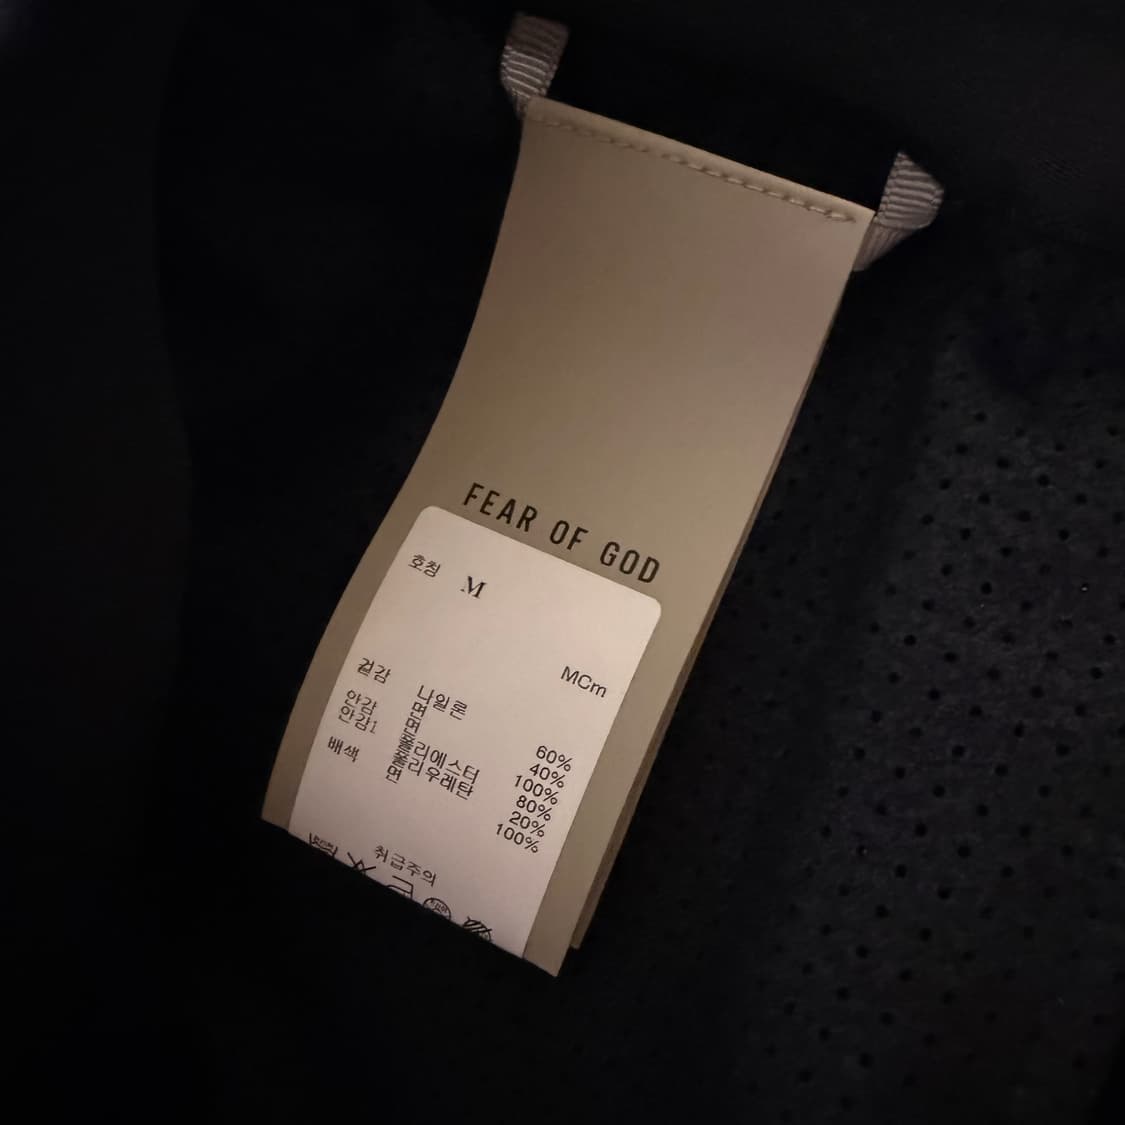 FEAR OF GOD
호칭 M
MCm
겉감 나일론 60%
면 40%
안감 면 100%
안감1 폴리에스터 80%
폴리우레탄 20%
배색 면 100%
취급주의